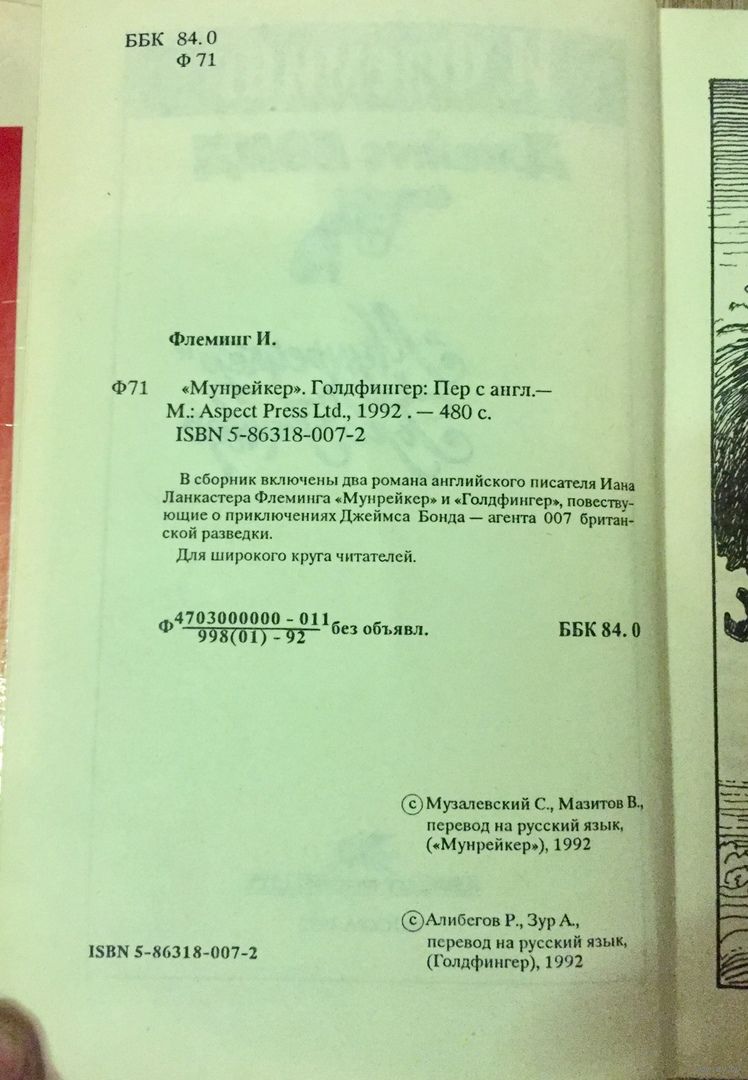 ББК 84.0
Ф 71
Флеминг И.
Ф71 «Мунрейкер». Голдфингер: Пер с англ.—
М.: Aspect Press Ltd., 1992 . — 480 с.
ISBN 5-86318-007-2
В сборник включены два романа английского писателя Иана
Ланкастера Флеминга «Мунрейкер» и «Голдфингер», повеству-
ющие о приключениях Джеймса Бонда — агента 007 британ-
ской разведки.
Для широкого круга читателей.
Ф 4703000000 - 011
998(01) - 92 без объявл. ББК 84. 0
© Музалевский С., Мазитов В.,
перевод на русский язык,
(«Мунрейкер»), 1992
© Алибегов Р., Зур А.,
перевод на русский язык,
(Голдфингер), 1992
ISBN 5-86318-007-2